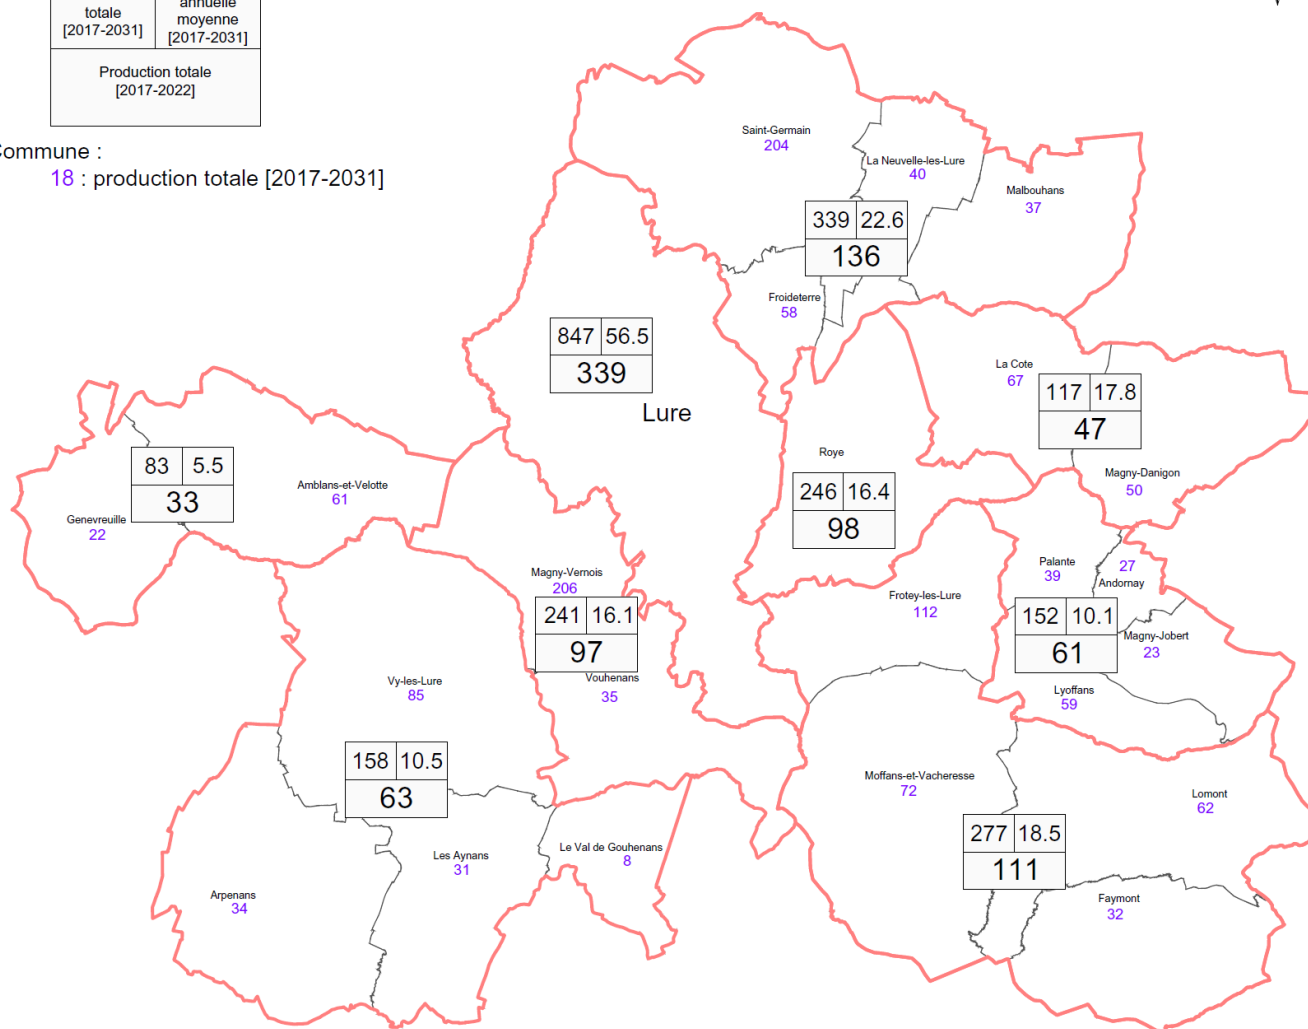 totale
[2017-2031]
annuelle
moyenne
[2017-2031]
Production totale
[2017-2022]
Commune :
18 : production totale [2017-2031]
Saint-Germain
204
La Neuvelle-les-Lure
40
Malbouhans
37
339 22.6
136
Froideterre
58
847 56.5
339
Lure
La Cote
67
117 17.8
47
Magny-Danigon
50
Roye
246 16.4
98
83 5.5
33
Amblans-et-Velotte
61
Genevreuille
22
Magny-Vernois
206
241 16.1
97
Vouhenans
35
Frotey-les-Lure
112
Palante
39
27
Andornay
152 10.1
61
Magny-Jobert
23
Lyoffans
59
Vy-les-Lure
85
158 10.5
63
Moffans-et-Vacheresse
72
Lomont
62
277 18.5
111
Les Aynans
31
Le Val de Gouhenans
8
Arpenans
34
Faymont
32